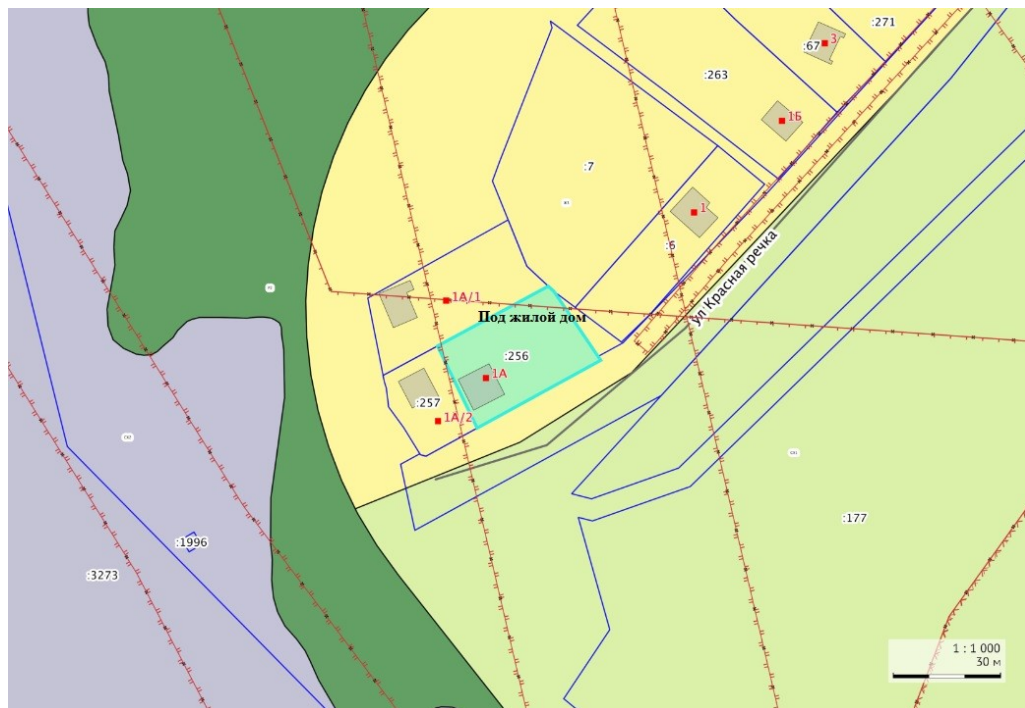 :271
3
:67
:263
1Б
:7
1
:6
ул Красная речка
1А/1
Под жилой дом
:256
1А
:257
1А/2
:177
:1996
:3273
1 : 1 000
30 м